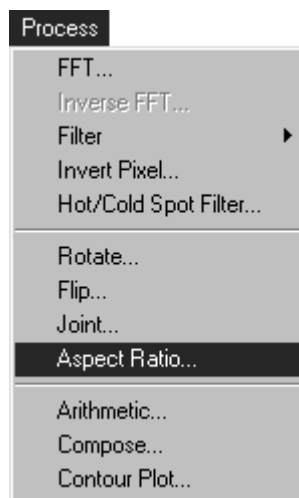 Process
FFT...
Inverse FFT...
Filter
Invert Pixel...
Hot/Cold Spot Filter...
Rotate...
Flip...
Joint...
Aspect Ratio...
Arithmetic...
Compose...
Contour Plot...